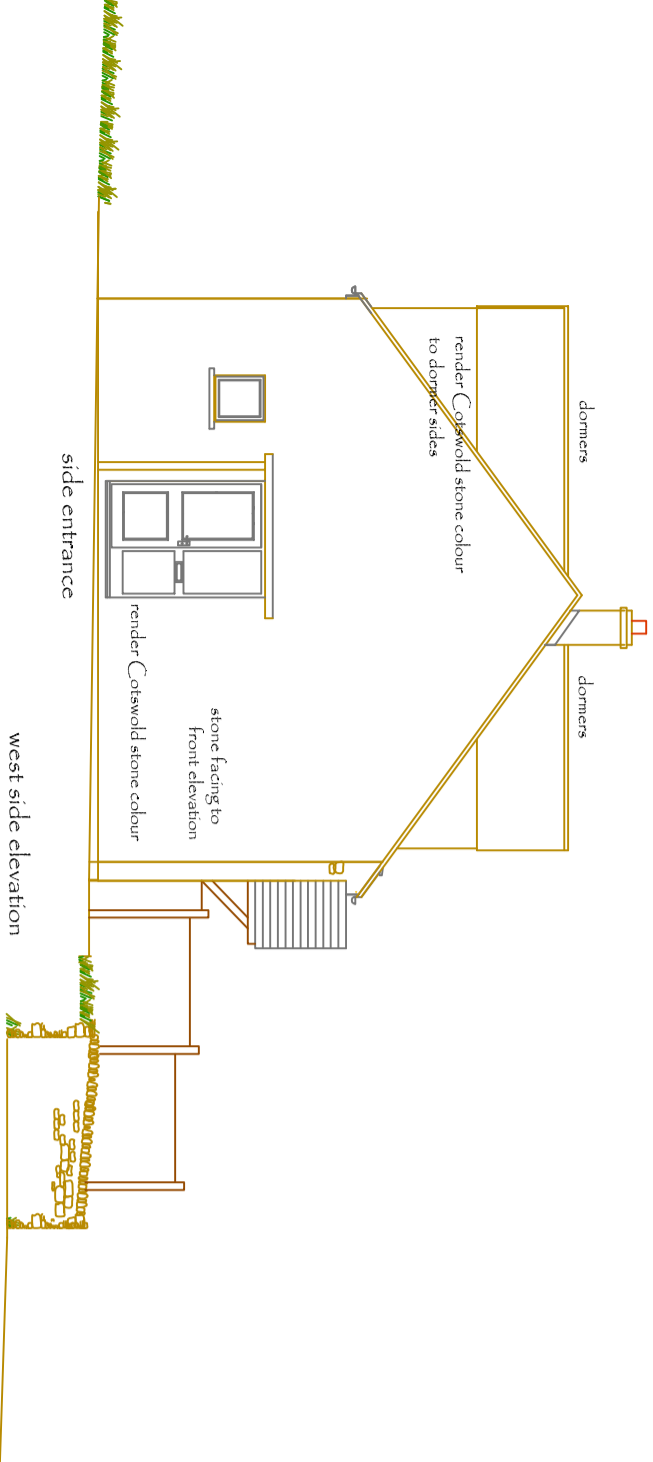 dormers
dormers
render Cotswold stone colour
to dormer sides
stone facing to
front elevation
render Cotswold stone colour
side entrance
west side elevation